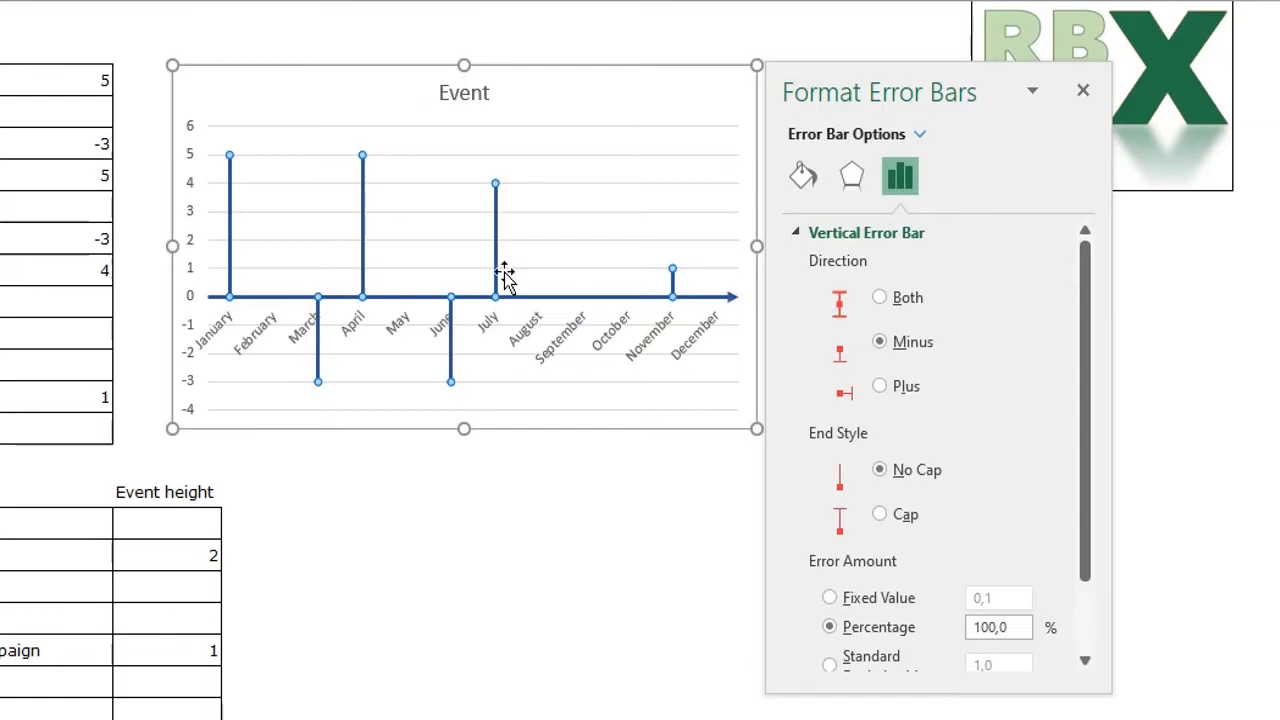 RBX
5
-3
5
-3
4
1
Event
6
5
4
3
2
1
0
-1
-2
-3
-4
January
February
March
April
May
June
July
August
September
October
November
December
Event height
2
paign
1
Format Error Bars
Error Bar Options
Vertical Error Bar
Direction
Both
Minus
Plus
End Style
No Cap
Cap
Error Amount
Fixed Value 0,1
Percentage 100,0 %
Standard
1,0